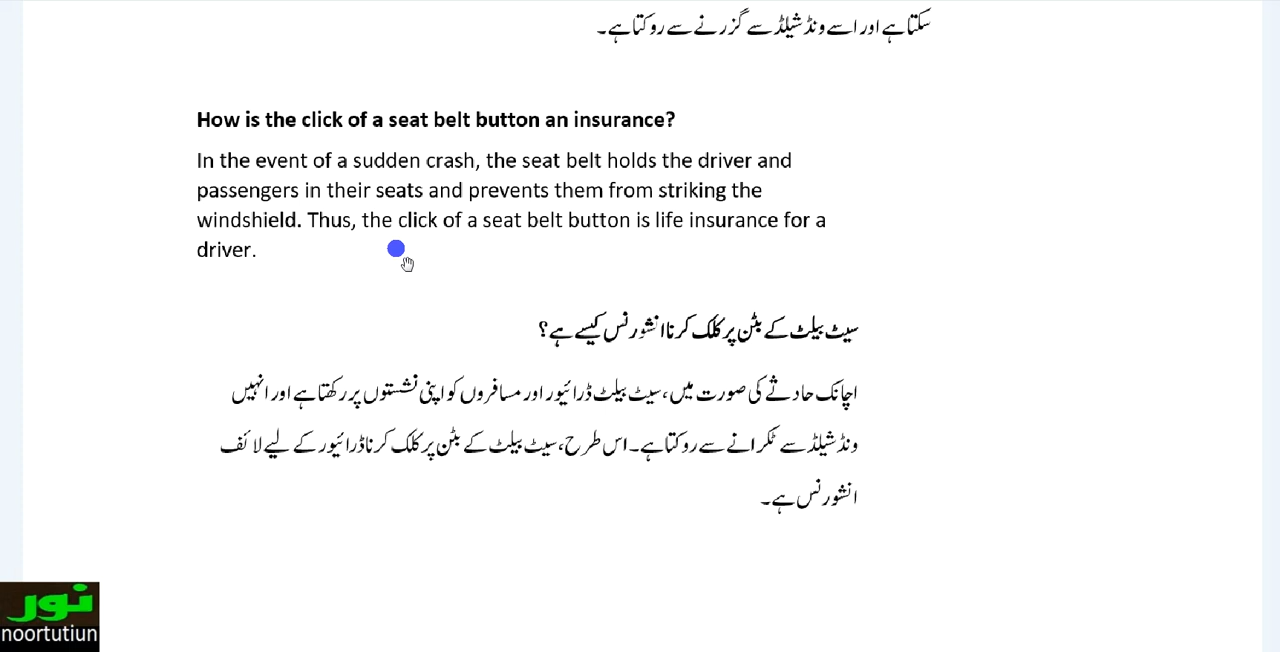 سکتا ہے اور اسے ونڈشیلڈ سے گزرنے سے روکتا ہے۔
How is the click of a seat belt button an insurance?
In the event of a sudden crash, the seat belt holds the driver and
passengers in their seats and prevents them from striking the
windshield. Thus, the click of a seat belt button is life insurance for a
driver.
سیٹ بیلٹ کے بٹن پر کلک کرنا انشورنس کیسے ہے؟
اچانک حادثے کی صورت میں، سیٹ بیلٹ ڈرائیور اور مسافروں کو اپنی نشستوں پر رکھتا ہے اور انہیں
ونڈشیلڈ سے ٹکرانے سے روکتا ہے۔ اس طرح، سیٹ بیلٹ کے بٹن پر کلک کرنا ڈرائیور کے لیے لائف
انشورنس ہے۔
نور
noortutiun